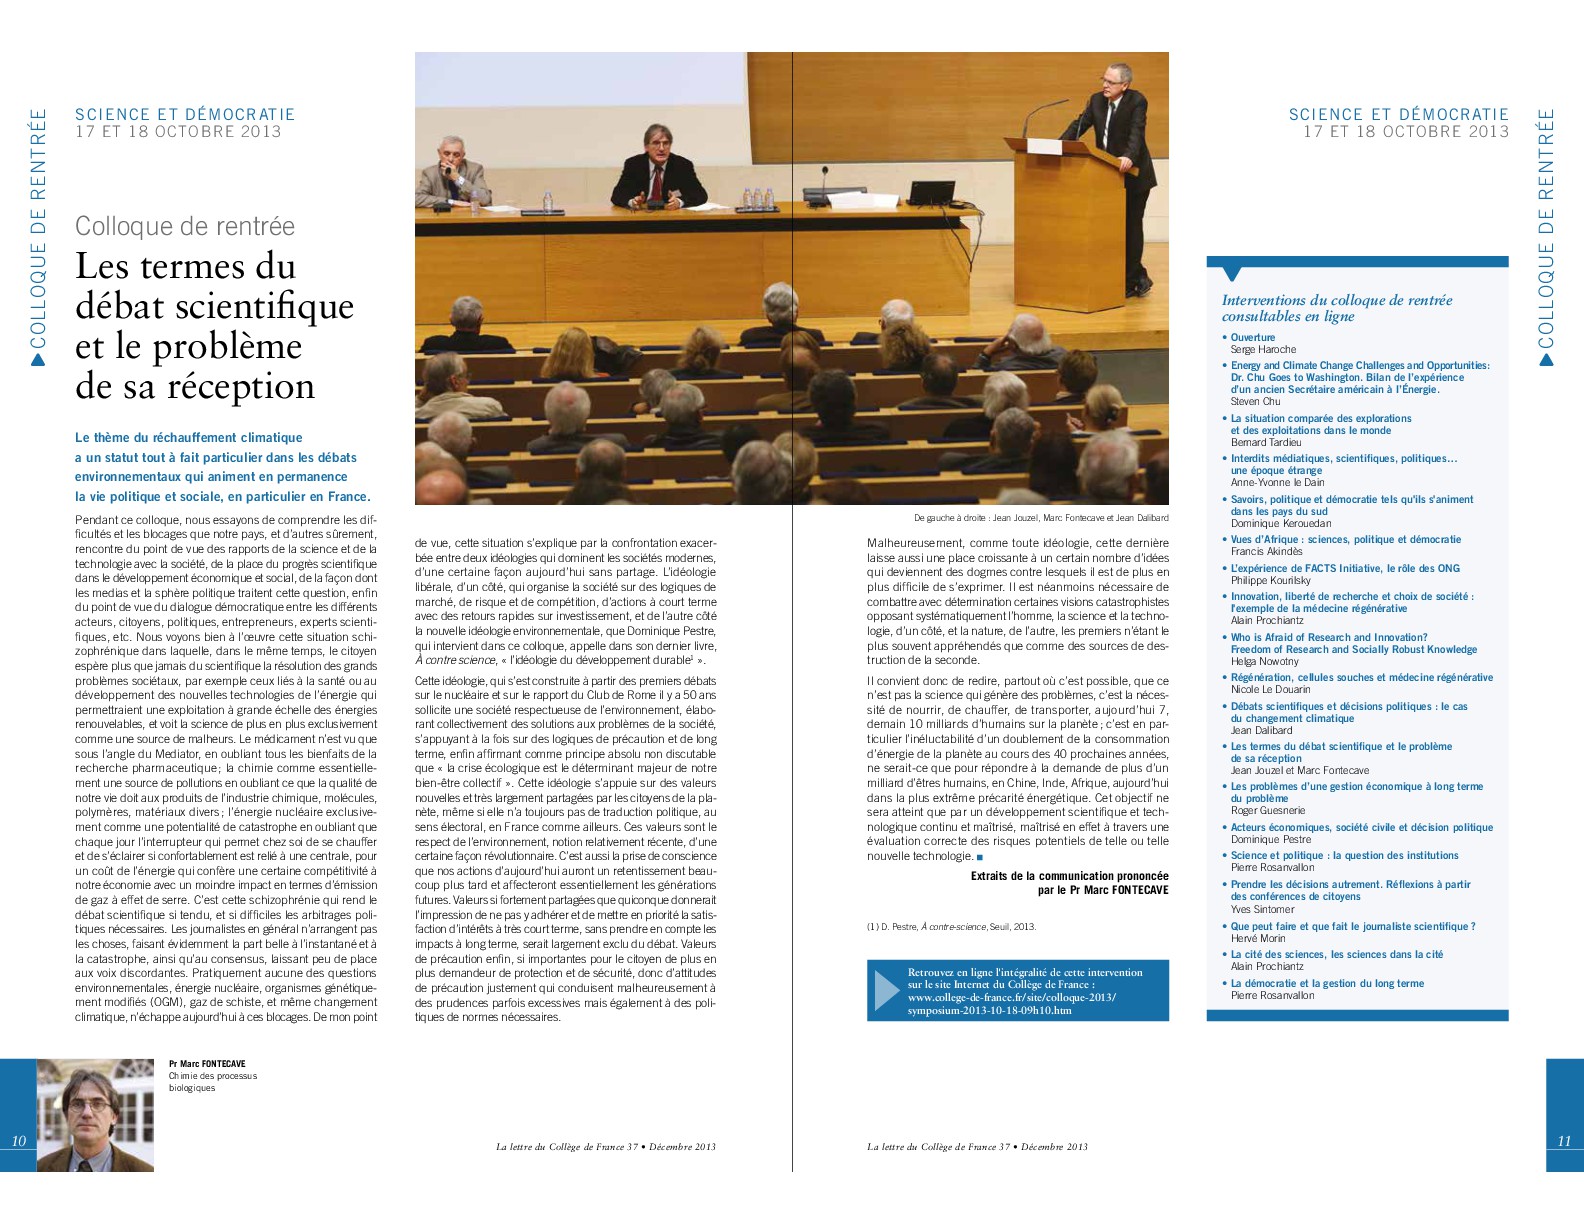 COLLOQUE DE RENTRÉE
SCIENCE ET DÉMOCRATIE
17 ET 18 OCTOBRE 2013
Colloque de rentrée
Les termes du
débat scientifique
et le problème
de sa réception
Le thème du réchauffement climatique
a un statut tout à fait particulier dans les débats
environnementaux qui animent en permanence
la vie politique et sociale, en particulier en France.
Pendant ce colloque, nous essayons de comprendre les dif-
ficultés et les blocages que notre pays, et d'autres sûrement,
rencontre du point de vue des rapports de la science et de la
technologie avec la société, de la place du progrès scientifique
dans le développement économique et social, de la façon dont
les medias et la sphère politique traitent cette question, enfin
du point de vue du dialogue démocratique entre les différents
acteurs, citoyens, politiques, entrepreneurs, experts scienti-
fiques, etc. Nous voyons bien à l'œuvre cette situation schi-
zophrénique dans laquelle, dans le même temps, le citoyen
espère plus que jamais du scientifique la résolution des grands
problèmes sociétaux, par exemple ceux liés à la santé ou au
développement des nouvelles technologies de l'énergie qui
permettraient une exploitation à grande échelle des énergies
renouvelables, et voit la science de plus en plus exclusivement
comme une source de malheurs. Le médicament n'est vu que
sous l'angle du Mediator, en oubliant tous les bienfaits de la
recherche pharmaceutique ; la chimie comme essentielle-
ment une source de pollutions en oubliant ce que la qualité de
notre vie doit aux produits de l'industrie chimique, molécules,
polymères, matériaux divers ; l'énergie nucléaire exclusive-
ment comme une potentialité de catastrophe en oubliant que
chaque jour l'interrupteur qui permet chez soi de se chauffer
et de s'éclairer si confortablement est relié à une centrale, pour
un coût de l'énergie qui confère une certaine compétitivité à
notre économie avec un moindre impact en termes d'émission
de gaz à effet de serre. C'est cette schizophrénie qui rend le
débat scientifique si tendu, et si difficiles les arbitrages poli-
tiques nécessaires. Les journalistes en général n'arrangent pas
les choses, faisant évidemment la part belle à l'instantané et à
la catastrophe, ainsi qu'au consensus, laissant peu de place
aux voix discordantes. Pratiquement aucune des questions
environnementales, énergie nucléaire, organismes génétique-
ment modifiés (OGM), gaz de schiste, et même changement
climatique, n'échappe aujourd'hui à ces blocages. De mon point
Pr Marc FONTECAVE
Chimie des processus
biologiques
10
de vue, cette situation s'explique par la confrontation exacer-
bée entre deux idéologies qui dominent les sociétés modernes,
d'une certaine façon aujourd'hui sans partage. L'idéologie
libérale, d'un côté, qui organise la société sur des logiques de
marché, de risque et de compétition, d'actions à court terme
avec des retours rapides sur investissement, et de l'autre côté
la nouvelle idéologie environnementale, que Dominique Pestre,
qui intervient dans ce colloque, appelle dans son dernier livre,
À contre science, « l'idéologie du développement durable¹ ».
Cette idéologie, qui s'est construite à partir des premiers débats
sur le nucléaire et sur le rapport du Club de Rome il y a 50 ans
sollicite une société respectueuse de l'environnement, élabo-
rant collectivement des solutions aux problèmes de la société,
s'appuyant à la fois sur des logiques de précaution et de long
terme, enfin affirmant comme principe absolu non discutable
que « la crise écologique est le déterminant majeur de notre
bien-être collectif ». Cette idéologie s'appuie sur des valeurs
nouvelles et très largement partagées par les citoyens de la pla-
nète, même si elle n'a toujours pas de traduction politique, au
sens électoral, en France comme ailleurs. Ces valeurs sont le
respect de l'environnement, notion relativement récente, d'une
certaine façon révolutionnaire. C'est aussi la prise de conscience
que nos actions d'aujourd'hui auront un retentissement beau-
coup plus tard et affecteront essentiellement les générations
futures. Valeurs si fortement partagées que quiconque donnerait
l'impression de ne pas y adhérer et de mettre en priorité la satis-
faction d'intérêts à très court terme, sans prendre en compte les
impacts à long terme, serait largement exclu du débat. Valeurs
de précaution enfin, si importantes pour le citoyen de plus en
plus demandeur de protection et de sécurité, donc d'attitudes
de précaution justement qui conduisent malheureusement à
des prudences parfois excessives mais également à des poli-
tiques de normes nécessaires.
La lettre du Collège de France 37 • Décembre 2013
De gauche à droite : Jean Jouzel, Marc Fontecave et Jean Dalibard
Malheureusement, comme toute idéologie, cette dernière
laisse aussi une place croissante à un certain nombre d'idées
qui deviennent des dogmes contre lesquels il est de plus en
plus difficile de s'exprimer. Il est néanmoins nécessaire de
combattre avec détermination certaines visions catastrophistes
opposant systématiquement l'homme, la science et la techno-
logie, d'un côté, et la nature, de l'autre, les premiers n'étant le
plus souvent appréhendés que comme des sources de des-
truction de la seconde.
Il convient donc de redire, partout où c'est possible, que ce
n'est pas la science qui génère des problèmes, c'est la néces-
sité de nourrir, de chauffer, de transporter, aujourd'hui 7,
demain 10 milliards d'humains sur la planète ; c'est en par-
ticulier l'inéluctabilité d'un doublement de la consommation
d'énergie de la planète au cours des 40 prochaines années,
ne serait-ce que pour répondre à la demande de plus d'un
milliard d'êtres humains, en Chine, Inde, Afrique, aujourd'hui
dans la plus extrême précarité énergétique. Cet objectif ne
sera atteint que par un développement scientifique et tech-
nologique continu et maîtrisé, maîtrisé en effet à travers une
évaluation correcte des risques potentiels de telle ou telle
nouvelle technologie.
Extraits de la communication prononcée
par le Pr Marc FONTECAVE
(1) D. Pestre, À contre-science, Seuil, 2013.
Retrouvez en ligne l'intégralité de cette intervention
sur le site Internet du Collège de France :
www.college-de-france.fr/site/colloque-2013/
symposium-2013-10-18-09h10.htm
La lettre du Collège de France 37 • Décembre 2013
SCIENCE ET DÉMOCRATIE
17 ET 18 OCTOBRE 2013
COLLOQUE DE RENTRÉE
Interventions du colloque de rentrée
consultables en ligne
• Ouverture
Serge Haroche
• Energy and Climate Change Challenges and Opportunities:
Dr. Chu Goes to Washington. Bilan de l'expérience
d'un ancien Secrétaire américain à l'Énergie.
Steven Chu
• La situation comparée des explorations
et des exploitations dans le monde
Bernard Tardieu
• Interdits médiatiques, scientifiques, politiques…
une époque étrange
Anne-Yvonne le Dain
• Savoirs, politique et démocratie tels qu'ils s'animent
dans les pays du sud
Dominique Kerouedan
• Vues d'Afrique : sciences, politique et démocratie
Francis Akindès
• L'expérience de FACTS Initiative, le rôle des ONG
Philippe Kourilsky
• Innovation, liberté de recherche et choix de société :
l'exemple de la médecine régénérative
Alain Prochiantz
• Who is Afraid of Research and Innovation?
Freedom of Research and Socially Robust Knowledge
Helga Nowotny
• Régénération, cellules souches et médecine régénérative
Nicole Le Douarin
• Débats scientifiques et décisions politiques : le cas
du changement climatique
Jean Dalibard
• Les termes du débat scientifique et le problème
de sa réception
Jean Jouzel et Marc Fontecave
• Les problèmes d'une gestion économique à long terme
du problème
Roger Guesnerie
• Acteurs économiques, société civile et décision politique
Dominique Pestre
• Science et politique : la question des institutions
Pierre Rosanvallon
• Prendre les décisions autrement. Réflexions à partir
des conférences de citoyens
Yves Sintomer
• Que peut faire et que fait le journaliste scientifique ?
Hervé Morin
• La cité des sciences, les sciences dans la cité
Alain Prochiantz
• La démocratie et la gestion du long terme
Pierre Rosanvallon
11